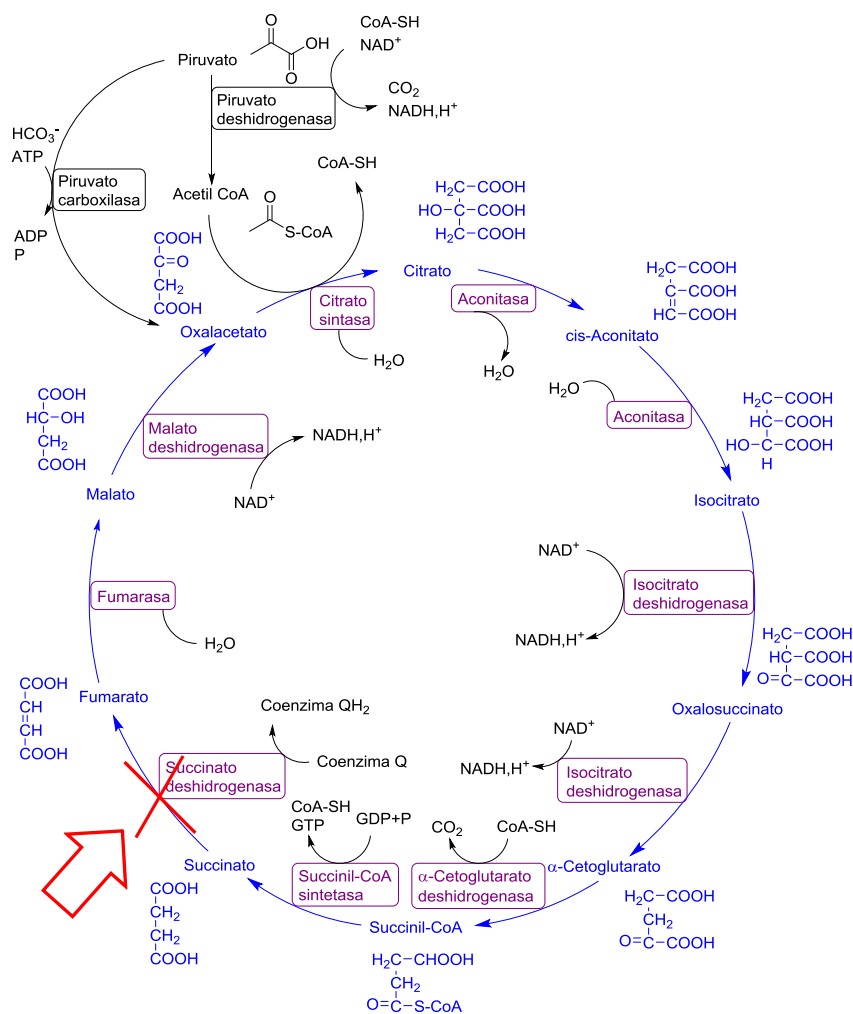 Piruvato
O
OH
O
CoA-SH
NAD⁺
CO₂
NADH,H⁺
Piruvato
deshidrogenasa
HCO₃⁻
ATP
Piruvato
carboxilasa
ADP
P
Acetil CoA
O
S-CoA
CoA-SH
COOH
C=O
CH₂
COOH
Oxalacetato
Citrato
sintasa
H₂O
H₂C-COOH
HO-C-COOH
H₂C-COOH
Citrato
Aconitasa
H₂O
H₂C-COOH
C-COOH
HC-COOH
cis-Aconitato
H₂O
Aconitasa
H₂C-COOH
HC-COOH
HO-C-COOH
H
Isocitrato
NAD⁺
NADH,H⁺
Isocitrato
deshidrogenasa
H₂C-COOH
HC-COOH
O=C-COOH
Oxalosuccinato
NAD⁺
NADH,H⁺
Isocitrato
deshidrogenasa
α-Cetoglutarato
H₂C-COOH
CH₂
O=C-COOH
CO₂
CoA-SH
α-Cetoglutarato
deshidrogenasa
Succinil-CoA
H₂C-CHOOH
CH₂
O=C-S-CoA
CoA-SH
GTP
GDP+P
Succinil-CoA
sintetasa
Succinato
COOH
CH₂
CH₂
COOH
Coenzima QH₂
Coenzima Q
Succinato
deshidrogenasa
Fumarato
COOH
CH
CH
COOH
Fumarasa
H₂O
Malato
COOH
CH-OH
CH₂
COOH
Malato
deshidrogenasa
NADH,H⁺
NAD⁺